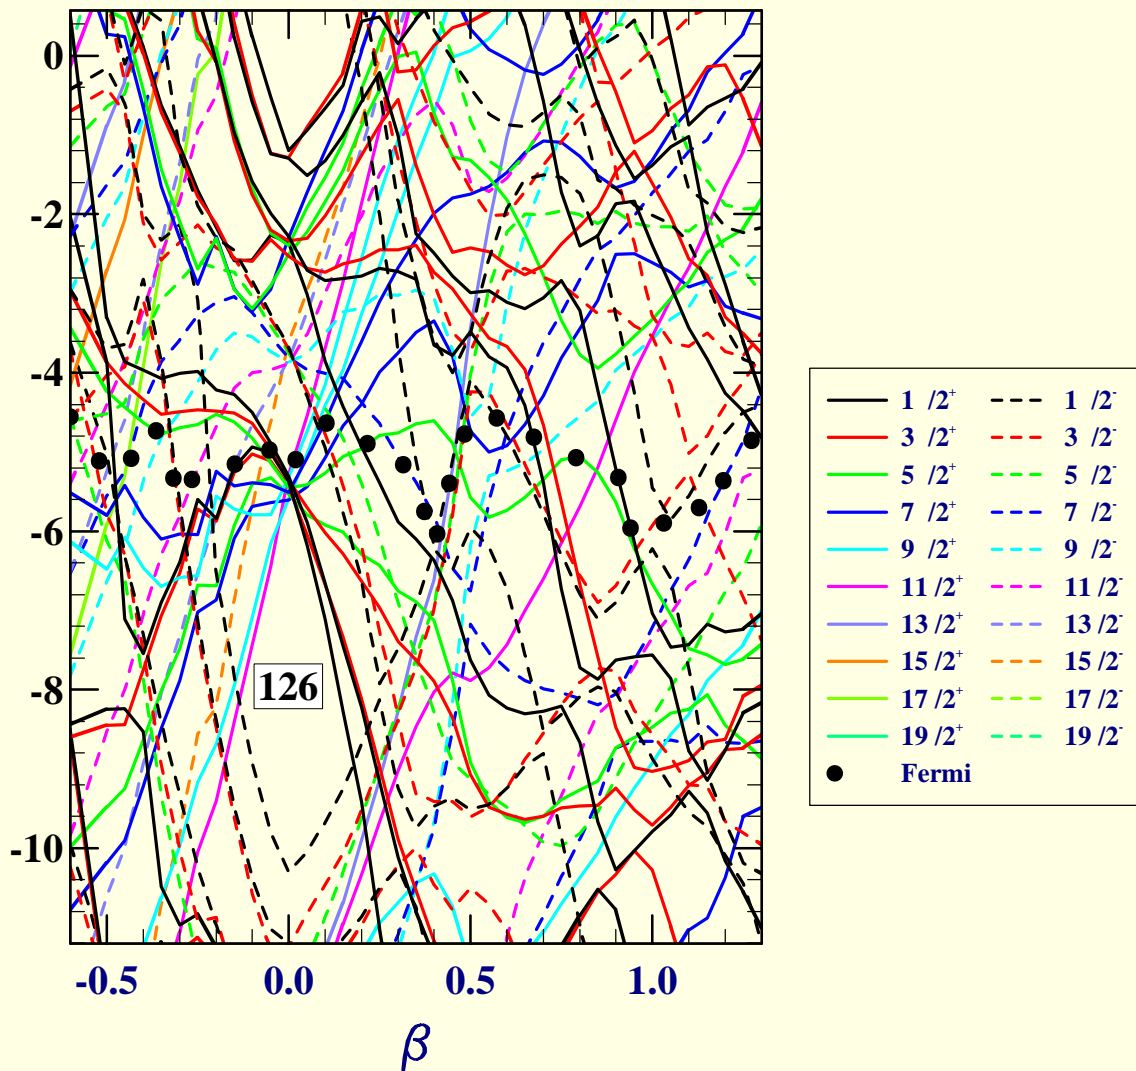 0
-2
-4
-6
-8
-10
126
-0.5 0.0 0.5 1.0
β
1 /2+ 1 /2-
3 /2+ 3 /2-
5 /2+ 5 /2-
7 /2+ 7 /2-
9 /2+ 9 /2-
11 /2+ 11 /2-
13 /2+ 13 /2-
15 /2+ 15 /2-
17 /2+ 17 /2-
19 /2+ 19 /2-
Fermi